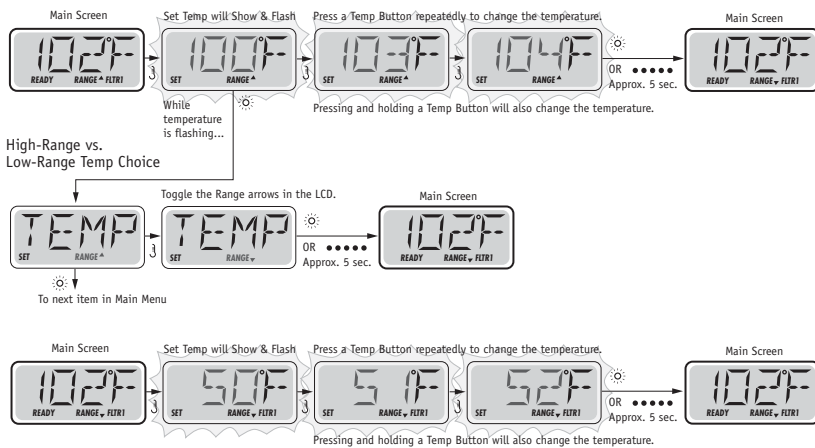 Main Screen
Set Temp will Show & Flash
Press a Temp Button repeatedly to change the temperature.
102°F
READY RANGE FLTR1
100°F
SET RANGE
103°F
SET RANGE
104°F
SET RANGE
OR
Approx. 5 sec.
Main Screen
102°F
READY RANGE FLTR1
While
temperature
is flashing...
Pressing and holding a Temp Button will also change the temperature.
High-Range vs.
Low-Range Temp Choice
Toggle the Range arrows in the LCD.
TEMP
SET RANGE
TEMP
SET RANGE
OR
Approx. 5 sec.
Main Screen
102°F
READY RANGE FLTR1
To next item in Main Menu
Main Screen
Set Temp will Show & Flash
Press a Temp Button repeatedly to change the temperature.
102°F
READY RANGE FLTR1
50°F
SET RANGE FLTR1
51°F
SET RANGE FLTR1
52°F
SET RANGE FLTR1
OR
Approx. 5 sec.
Main Screen
102°F
READY RANGE FLTR1
Pressing and holding a Temp Button will also change the temperature.